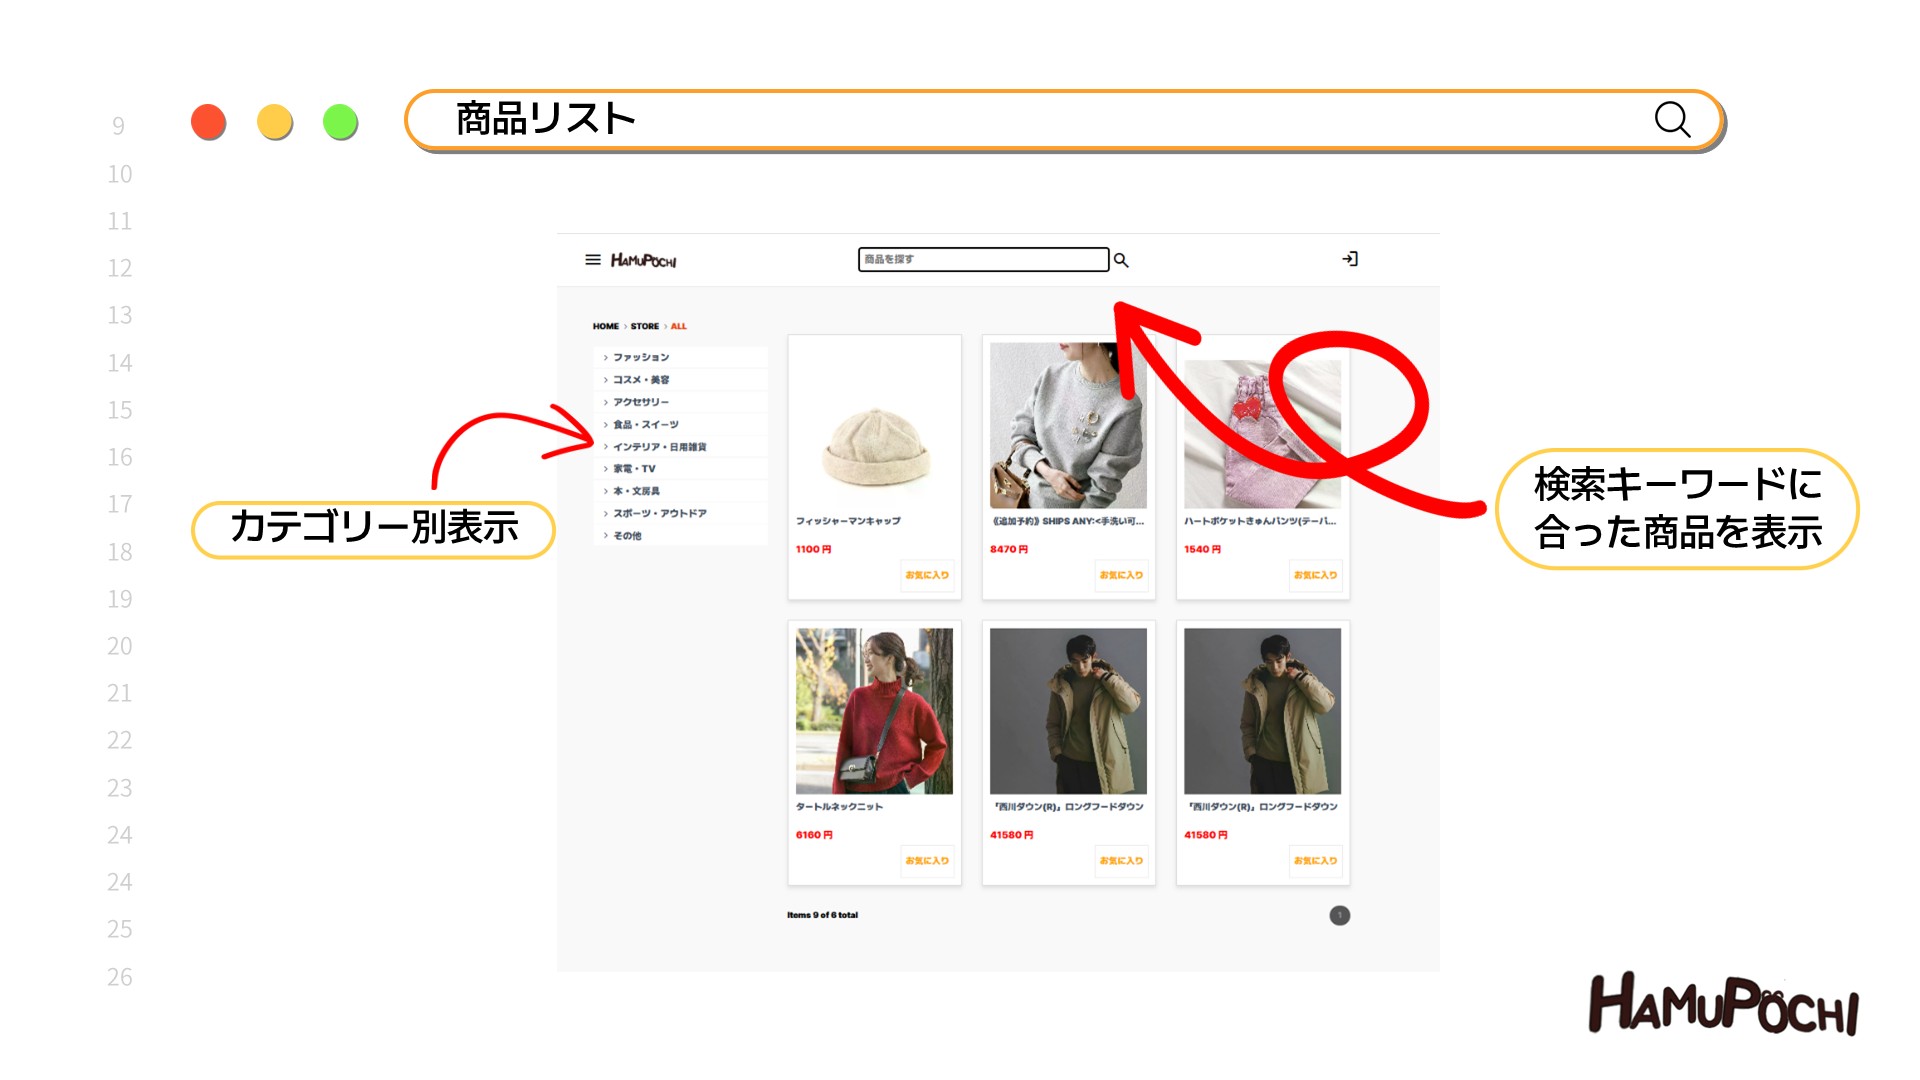 商品リスト
9
10
11
12
13
14
15
16
17
18
19
20
21
22
23
24
24
25
26
HAMUPOCHI
商品を探す
HOME › STORE › ALL
› ファッション
› コスメ・美容
› アクセサリー
› 食品・スイーツ
› インテリア・日用雑貨
› 家電・TV
› 本・文房具
› スポーツ・アウトドア
› その他
カテゴリー別表示
フィッシャーマンキャップ
1100 円
お気に入り
《追加予約》SHIPS ANY:<手洗い可...
8470 円
お気に入り
ハートポケットきゅんパンツ(テーパ...
1540 円
お気に入り
検索キーワードに
合った商品を表示
タートルネックニット
6160 円
お気に入り
「西川ダウン(R)」ロングフードダウン
41580 円
お気に入り
「西川ダウン(R)」ロングフードダウン
41580 円
お気に入り
Items 9 of 6 total
1
HAMUPOCHI